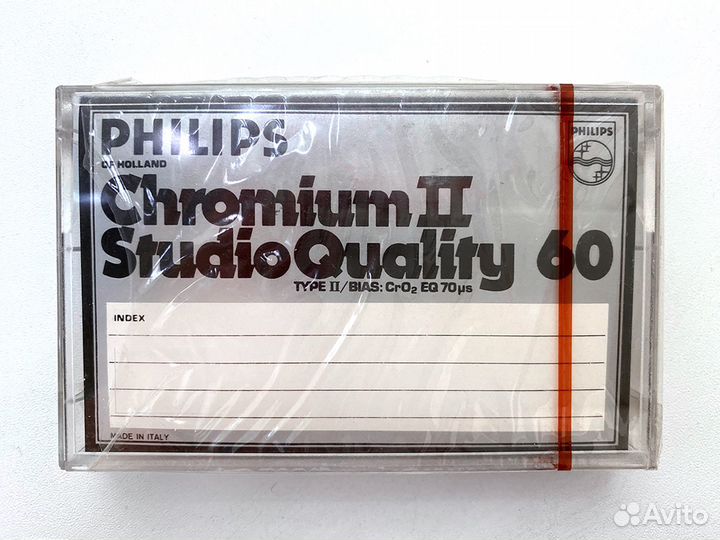 PHILIPS
OF HOLLAND
PHILIPS
Chromium II
Studio Quality 60
TYPE II/BIAS: CrO₂ EQ 70µs
INDEX
MADE IN ITALY
Avito